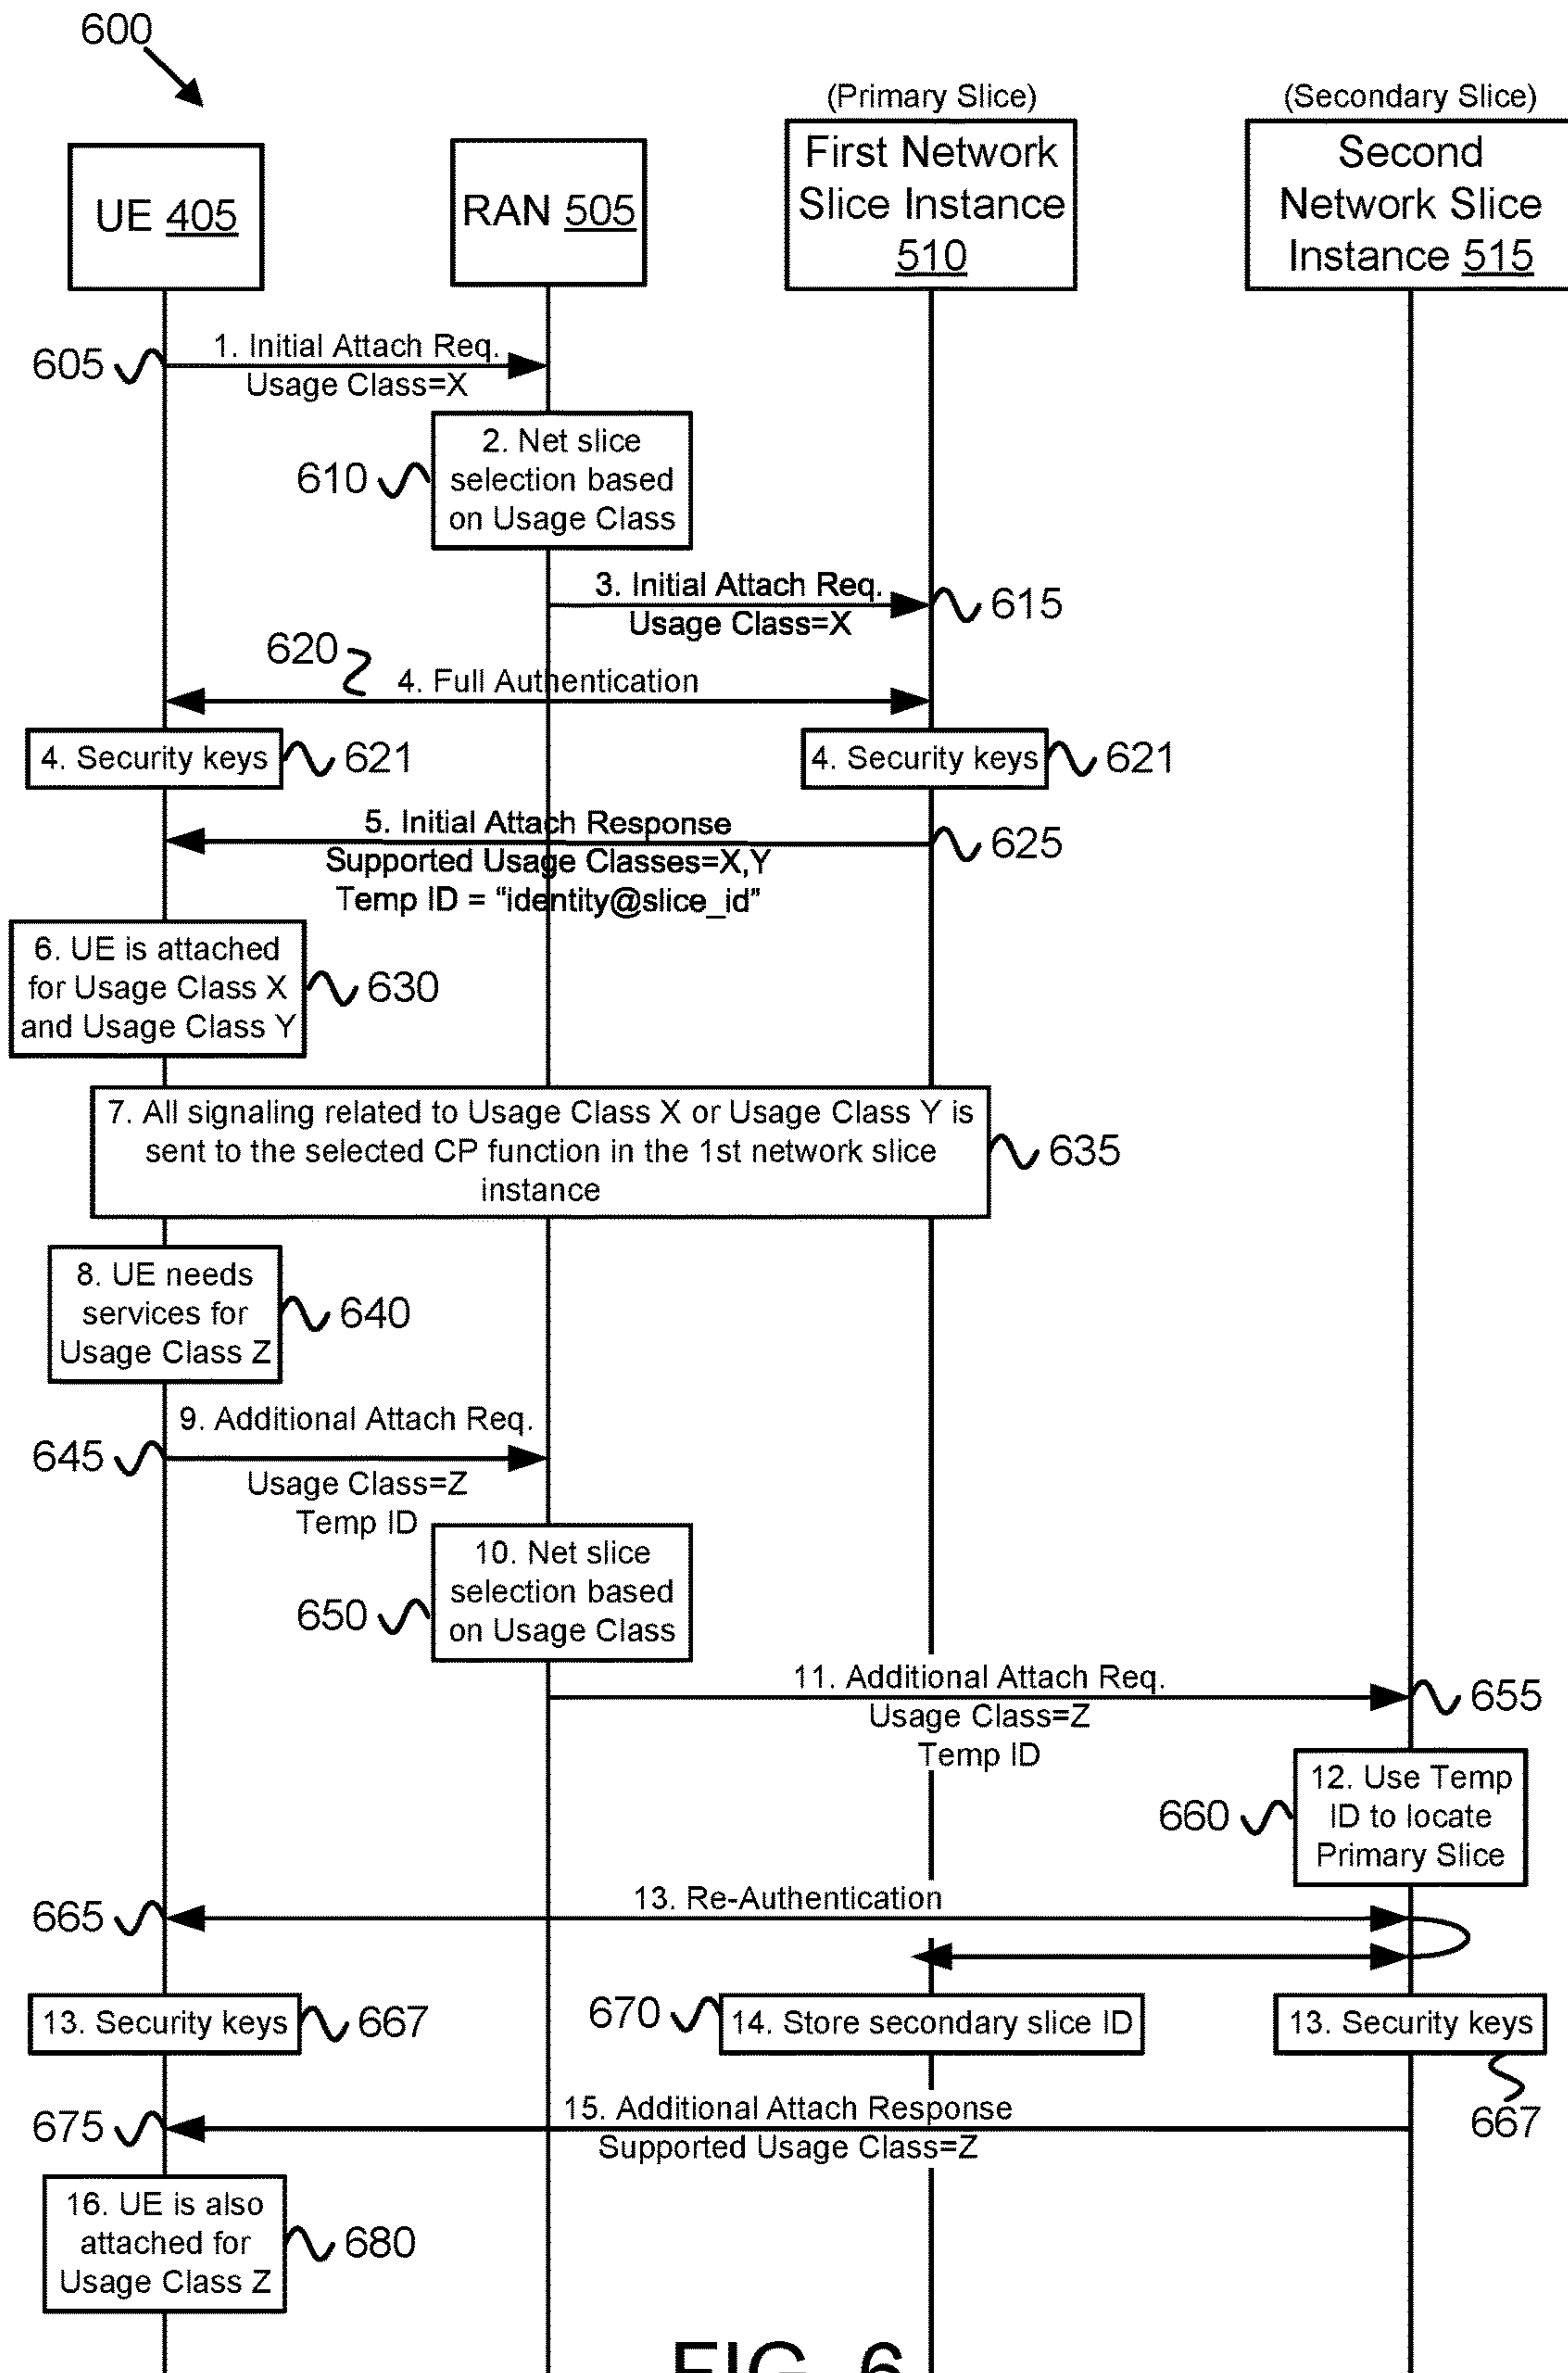 600
(Primary Slice)
(Secondary Slice)
UE 405
RAN 505
First Network
Slice Instance
510
Second
Network Slice
Instance 515
605
1. Initial Attach Req.
Usage Class=X
610
2. Net slice
selection based
on Usage Class
3. Initial Attach Req.
Usage Class=X
615
620
4. Full Authentication
4. Security keys
621
4. Security keys
621
5. Initial Attach Response
Supported Usage Classes=X,Y
Temp ID = “identity@slice_id”
625
6. UE is attached
for Usage Class X
and Usage Class Y
630
7. All signaling related to Usage Class X or Usage Class Y is
sent to the selected CP function in the 1st network slice
instance
635
8. UE needs
services for
Usage Class Z
640
645
9. Additional Attach Req.
Usage Class=Z
Temp ID
650
10. Net slice
selection based
on Usage Class
11. Additional Attach Req.
Usage Class=Z
Temp ID
655
660
12. Use Temp
ID to locate
Primary Slice
665
13. Re-Authentication
13. Security keys
667
670
14. Store secondary slice ID
13. Security keys
667
675
15. Additional Attach Response
Supported Usage Class=Z
16. UE is also
attached for
Usage Class Z
680
FIG. 6